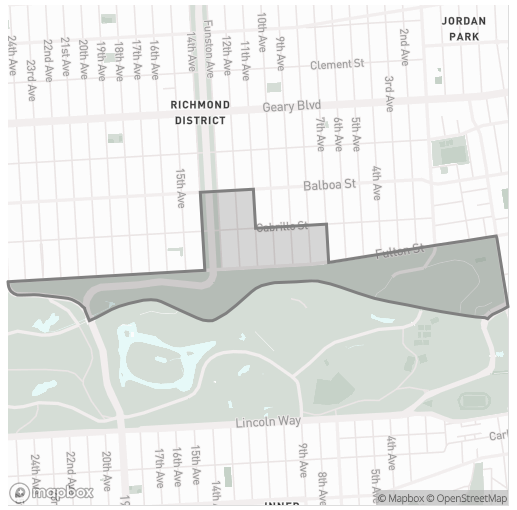 JORDAN
PARK
24th Ave
23rd Ave
22nd Ave
21st Ave
20th Ave
19th Ave
18th Ave
17th Ave
16th Ave
14th Ave
Funston Ave
12th Ave
11th Ave
10th Ave
9th Ave
2nd Ave
3rd Ave
Clement St
RICHMOND
DISTRICT
Geary Blvd
7th Ave
6th Ave
5th Ave
4th Ave
15th Ave
Balboa St
Cabrillo St
Fulton St
Lincoln Way
24th Ave
22nd Ave
20th Ave
19
17th Ave
16th Ave
15th Ave
14th
9th Ave
8th Ave
5th Ave
4th Ave
Carl
INNER
mapbox
© Mapbox © OpenStreetMap